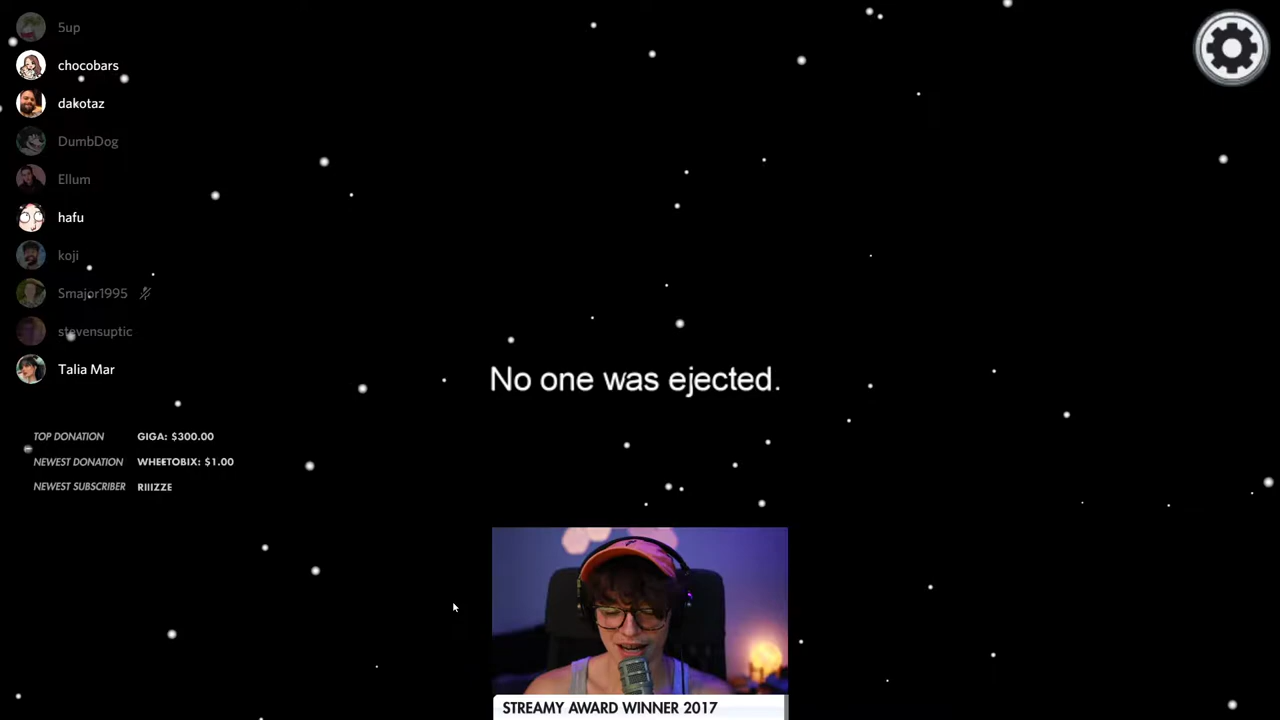 5up
chocobars
dakotaz
DumbDog
Ellum
hafu
koji
Smajor1995
stevensuptic
Talia Mar
TOP DONATION GIGA: $300.00
NEWEST DONATION WHEETOBIX: $1.00
NEWEST SUBSCRIBER RIIIZZE
No one was ejected.
STREAMY AWARD WINNER 2017